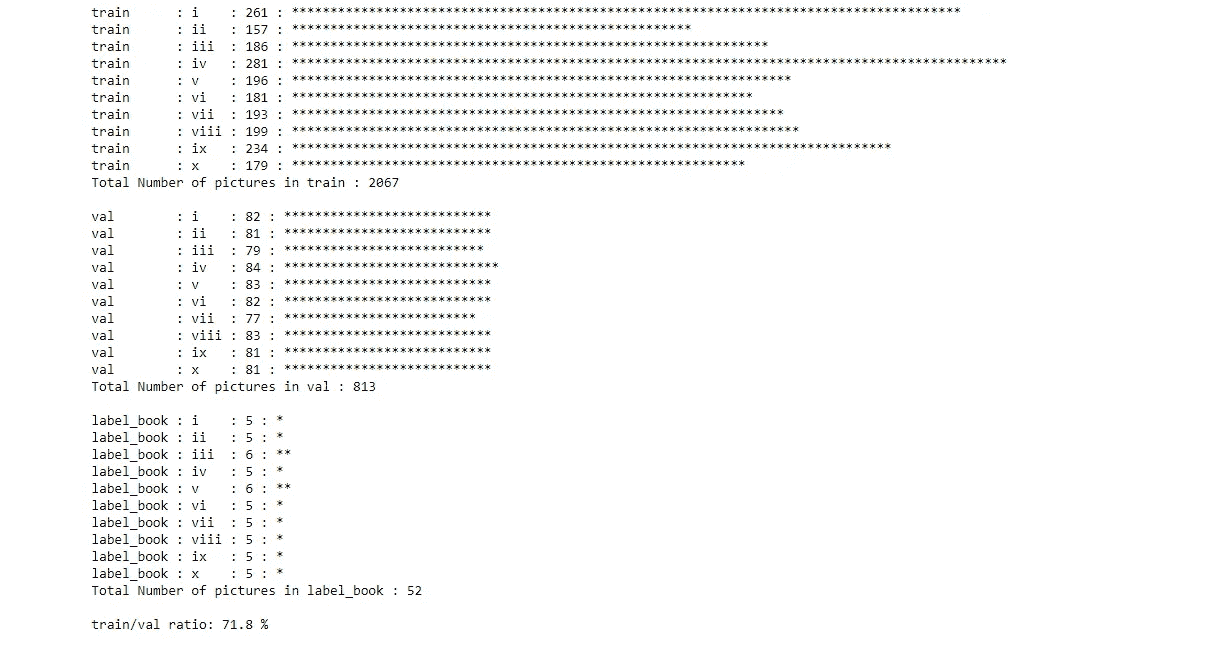 train      : i    : 261 : ***************************************************************************************
train      : ii   : 157 : ****************************************************
train      : iii  : 186 : **************************************************************
train      : iv   : 281 : *********************************************************************************************
train      : v    : 196 : *****************************************************************
train      : vi   : 181 : ************************************************************
train      : vii  : 193 : ****************************************************************
train      : viii : 199 : ******************************************************************
train      : ix   : 234 : ******************************************************************************
train      : x    : 179 : ***********************************************************
Total Number of pictures in train : 2067

val        : i    : 82 : ***************************
val        : ii   : 81 : ***************************
val        : iii  : 79 : **************************
val        : iv   : 84 : ****************************
val        : v    : 83 : ***************************
val        : vi   : 82 : ***************************
val        : vii  : 77 : *************************
val        : viii : 83 : ***************************
val        : ix   : 81 : ***************************
val        : x    : 81 : ***************************
Total Number of pictures in val : 813

label_book : i    : 5 : *
label_book : ii   : 5 : *
label_book : iii  : 6 : **
label_book : iv   : 5 : *
label_book : v    : 6 : **
label_book : vi   : 5 : *
label_book : vii  : 5 : *
label_book : viii : 5 : *
label_book : ix   : 5 : *
label_book : x    : 5 : *
Total Number of pictures in label_book : 52

train/val ratio: 71.8 %